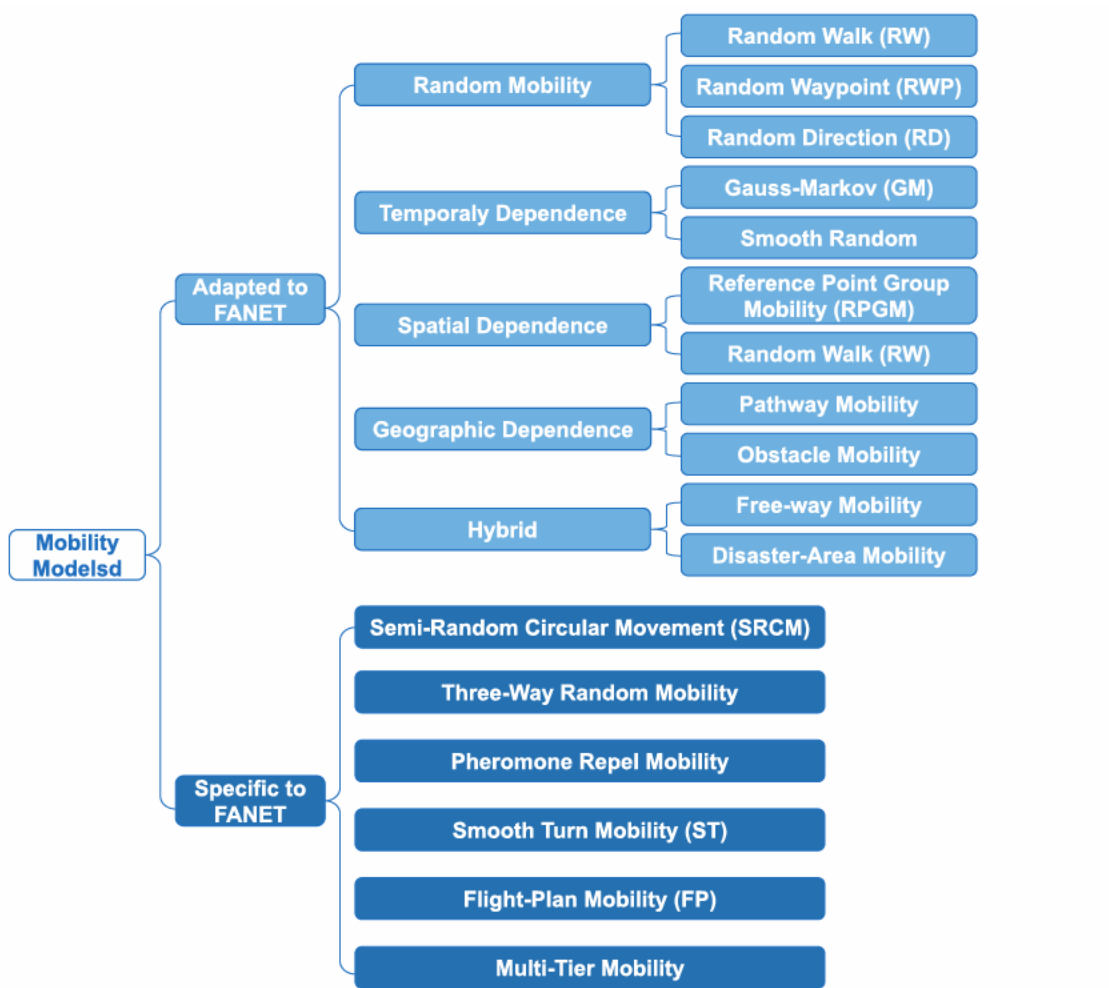 Random Walk (RW)
Random Mobility
Random Waypoint (RWP)
Random Direction (RD)
Gauss-Markov (GM)
Temporaly Dependence
Smooth Random
Adapted to
FANET
Reference Point Group
Mobility (RPGM)
Spatial Dependence
Random Walk (RW)
Pathway Mobility
Geographic Dependence
Obstacle Mobility
Free-way Mobility
Hybrid
Disaster-Area Mobility
Mobility
Modelsd
Semi-Random Circular Movement (SRCM)
Three-Way Random Mobility
Pheromone Repel Mobility
Specific to
FANET
Smooth Turn Mobility (ST)
Flight-Plan Mobility (FP)
Multi-Tier Mobility